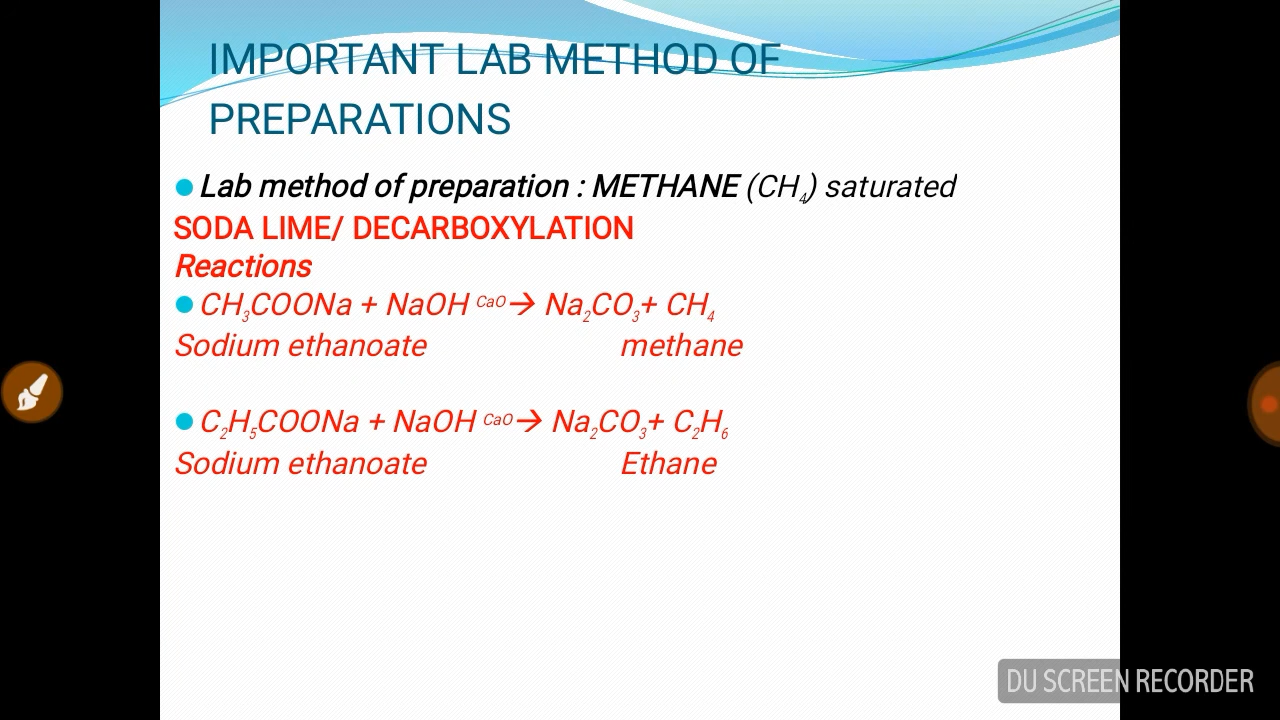 IMPORTANT LAB METHOD OF
PREPARATIONS
Lab method of preparation : METHANE (CH₄) saturated
SODA LIME/ DECARBOXYLATION
Reactions
CH₃COONa + NaOH ᶜᵃᴼ→ Na₂CO₃+ CH₄
Sodium ethanoate methane
C₂H₅COONa + NaOH ᶜᵃᴼ→ Na₂CO₃+ C₂H₆
Sodium ethanoate Ethane
DU SCREEN RECORDER